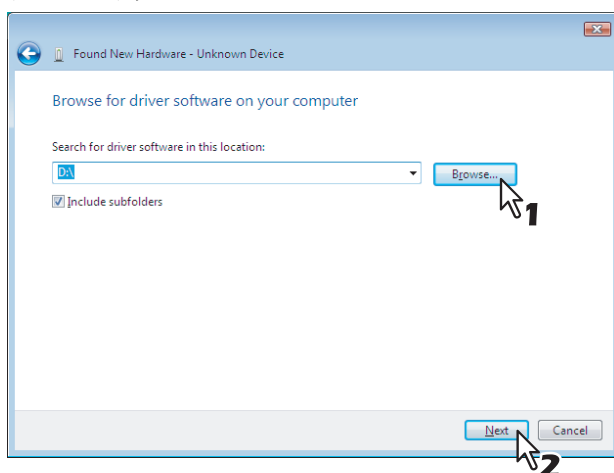 Found New Hardware - Unknown Device
Browse for driver software on your computer
Search for driver software in this location:
D:\
Browse...
Include subfolders
1
Next
Cancel
2